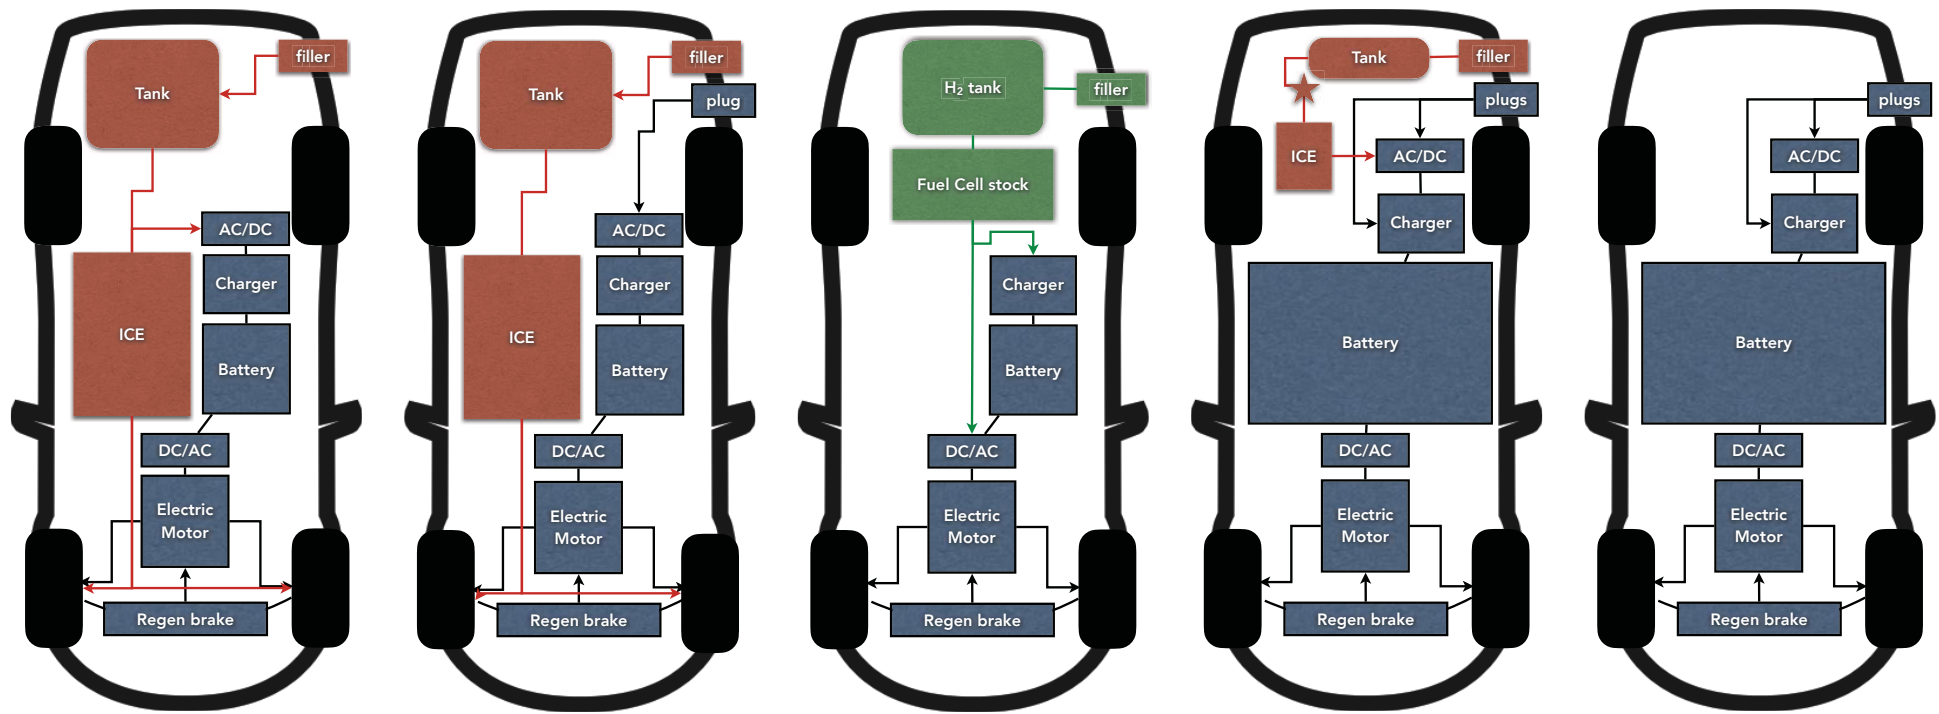 Tank
filler
AC/DC
Charger
ICE
Battery
DC/AC
Electric
Motor
Regen brake
Tank
filler
plug
AC/DC
Charger
ICE
Battery
DC/AC
Electric
Motor
Regen brake
H₂ tank
filler
Fuel Cell stock
Charger
Battery
DC/AC
Electric
Motor
Regen brake
Tank
filler
plugs
ICE
AC/DC
Charger
Battery
DC/AC
Electric
Motor
Regen brake
plugs
AC/DC
Charger
Battery
DC/AC
Electric
Motor
Regen brake